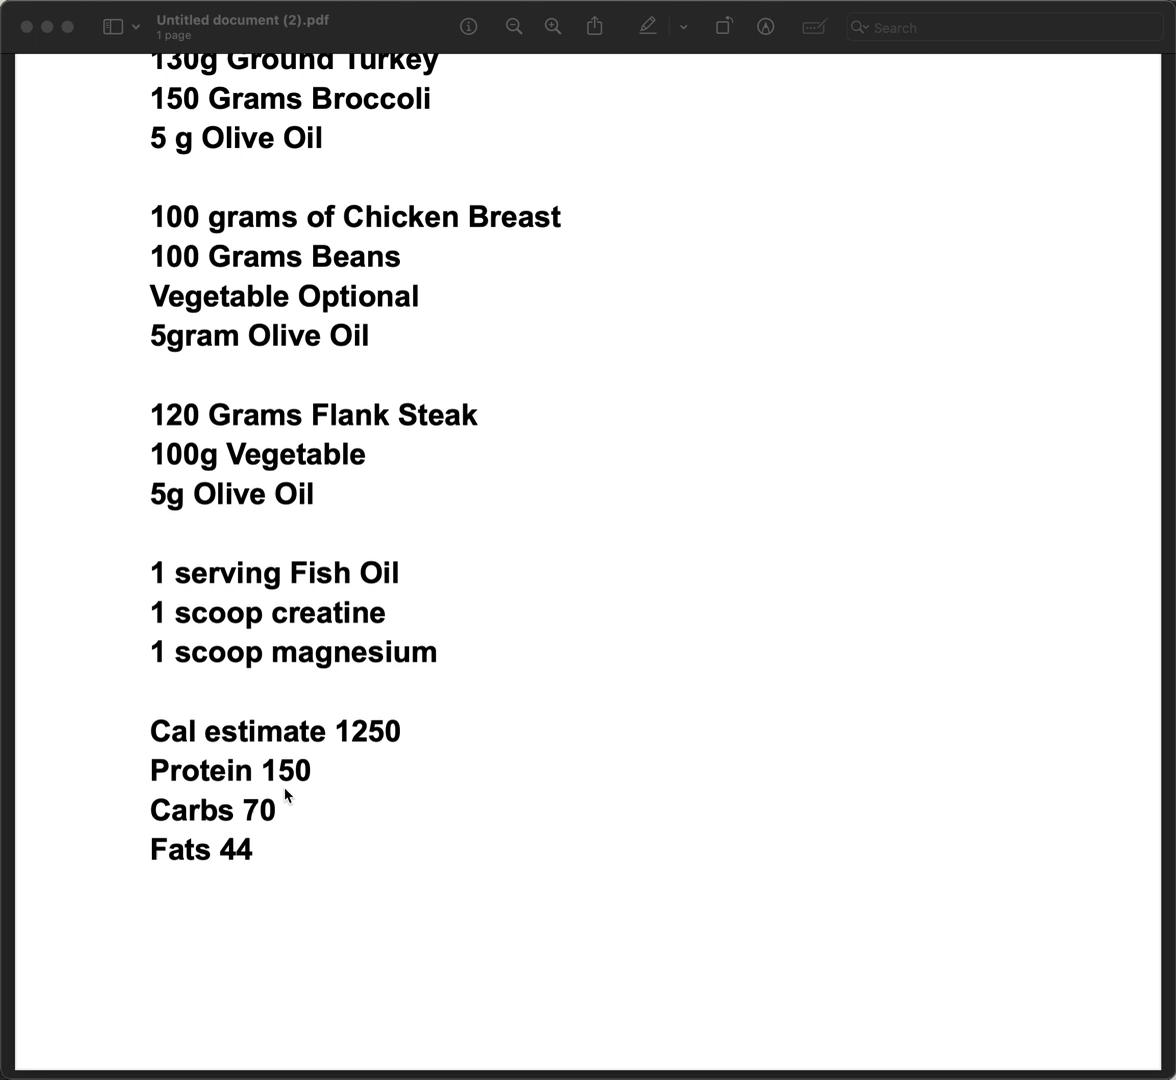 Untitled document (2).pdf
1 page
Search
130g Ground Turkey
150 Grams Broccoli
5 g Olive Oil
100 grams of Chicken Breast
100 Grams Beans
Vegetable Optional
5gram Olive Oil
120 Grams Flank Steak
100g Vegetable
5g Olive Oil
1 serving Fish Oil
1 scoop creatine
1 scoop magnesium
Cal estimate 1250
Protein 150
Carbs 70
Fats 44